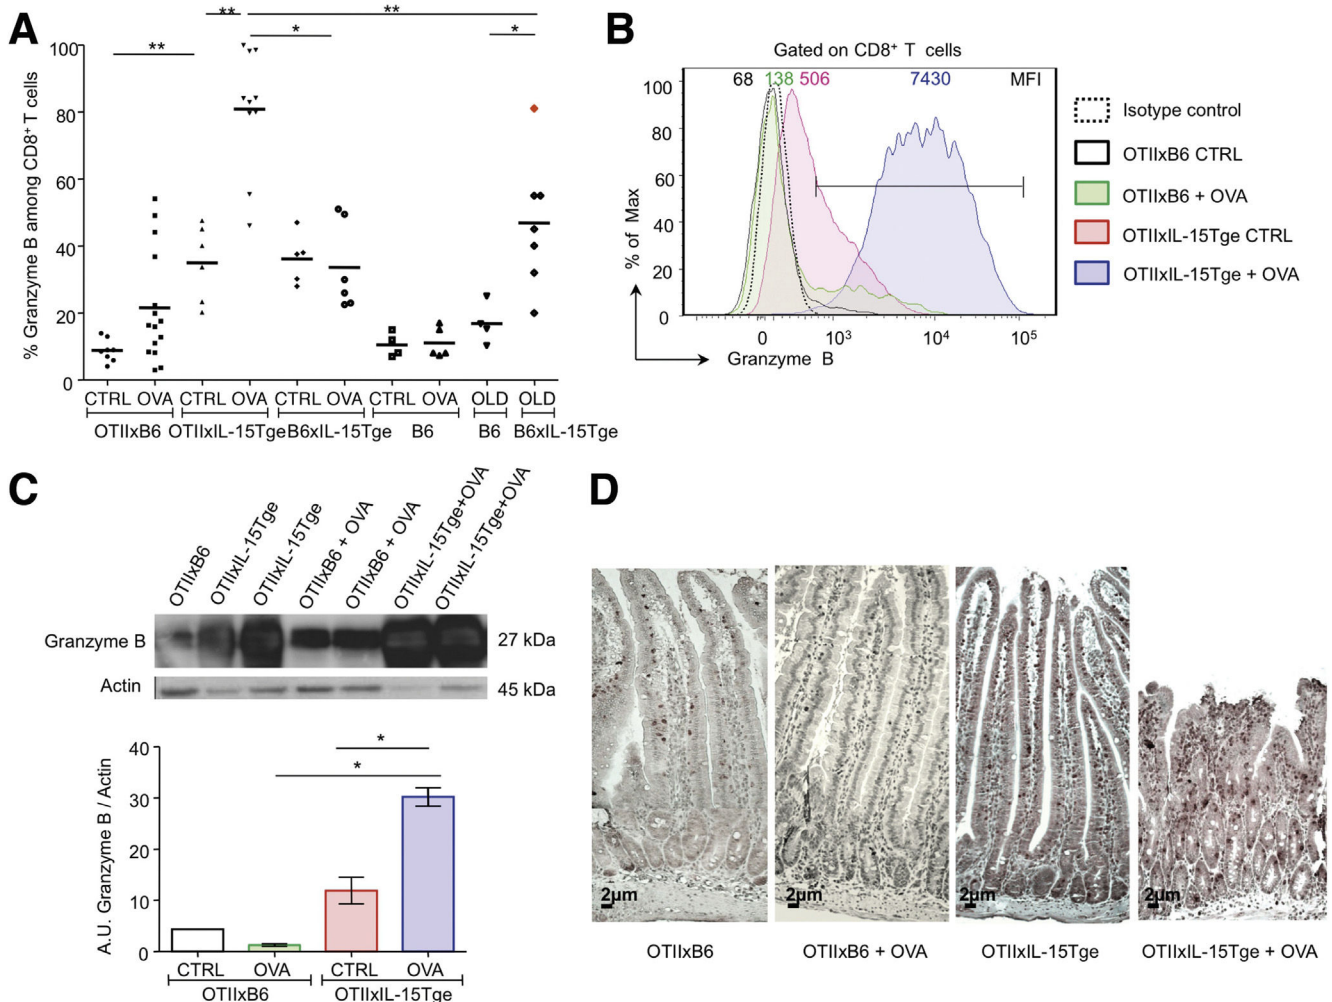 A
**
**
**
*
*
% Granzyme B among CD8+ T cells
100
80
60
40
20
0
CTRL OVA CTRL OVA CTRL OVA CTRL OVA OLD OLD
OTIIxB6 OTIIxIL-15Tge B6xIL-15Tge B6 B6 B6xIL-15Tge
B
Gated on CD8+ T cells
68 138 506 7430 MFI
% of Max
100
80
60
40
20
0
0 10³ 10⁴ 10⁵
Granzyme B
Isotype control
OTIIxB6 CTRL
OTIIxB6 + OVA
OTIIxIL-15Tge CTRL
OTIIxIL-15Tge + OVA
C
OTIIxB6
OTIIxIL-15Tge
OTIIxIL-15Tge
OTIIxB6 + OVA
OTIIxB6 + OVA
OTIIxIL-15Tge+OVA
OTIIxIL-15Tge+OVA
Granzyme B 27 kDa
Actin 45 kDa
A.U. Granzyme B / Actin
40
30
20
10
0
*
*
CTRL OVA CTRL OVA
OTIIxB6 OTIIxIL-15Tge
D
2µm 2µm 2µm 2µm
OTIIxB6 OTIIxB6 + OVA OTIIxIL-15Tge OTIIxIL-15Tge + OVA